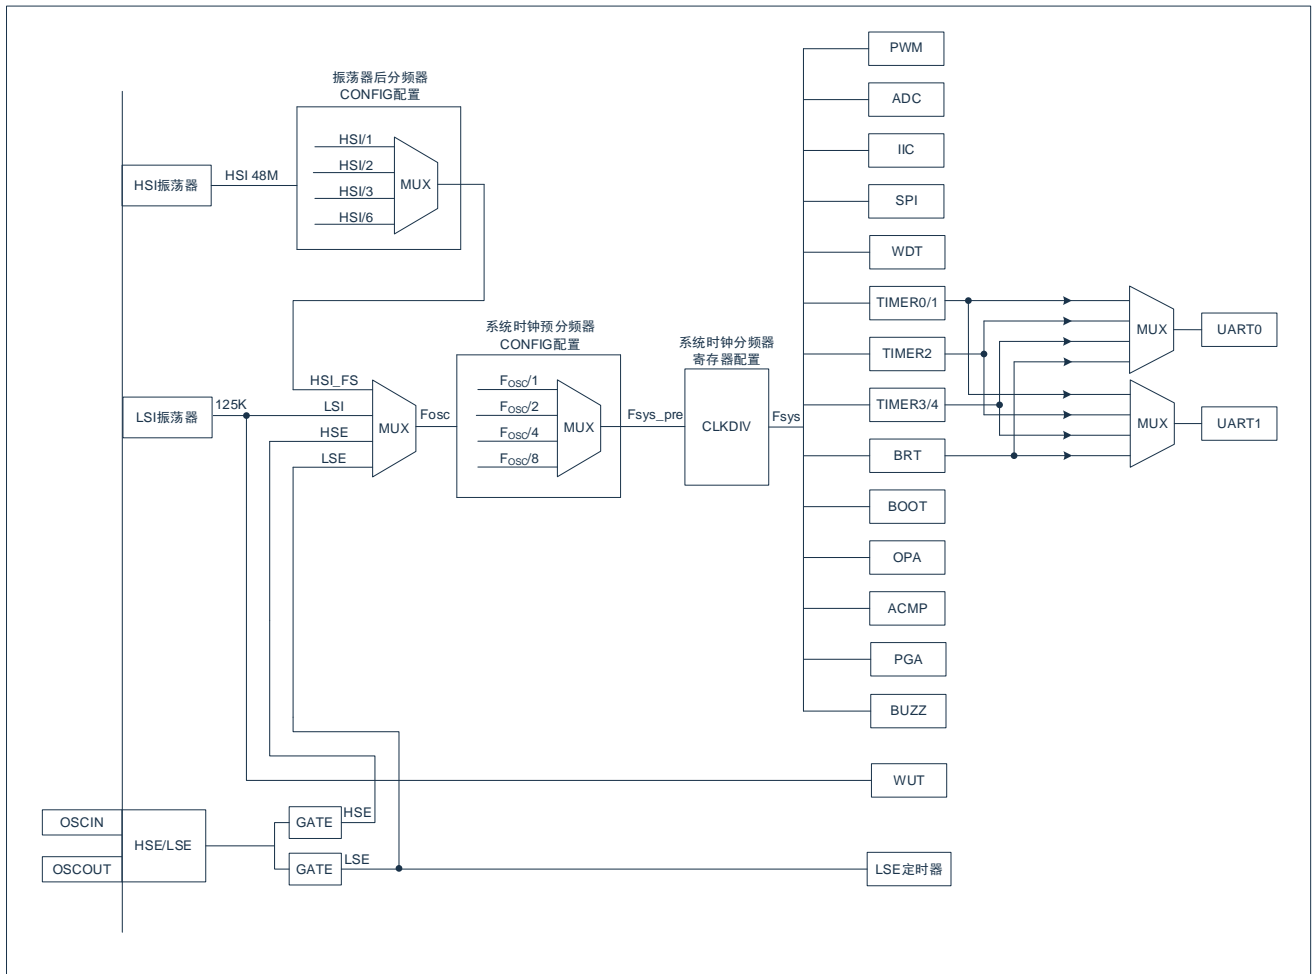 振荡器后分频器
CONFIG配置
HSI/1
HSI/2
HSI/3
HSI/6
MUX
HSI振荡器
HSI 48M
系统时钟预分频器
CONFIG配置
FOSC/1
FOSC/2
FOSC/4
FOSC/8
MUX
系统时钟分频器
寄存器配置
CLKDIV
HSI_FS
LSI
HSE
LSE
MUX
Fosc
Fsys_pre
Fsys
LSI振荡器
125K
PWM
ADC
IIC
SPI
WDT
TIMER0/1
TIMER2
TIMER3/4
BRT
BOOT
OPA
ACMP
PGA
BUZZ
WUT
LSE定时器
MUX
UART0
MUX
UART1
OSCIN
OSCOUT
HSE/LSE
GATE
HSE
GATE
LSE